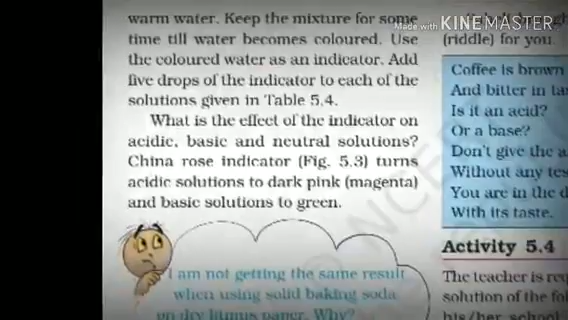 warm water. Keep the mixture for some
time till water becomes coloured. Use
the coloured water as an indicator. Add
five drops of the indicator to each of the
solutions given in Table 5.4.
What is the effect of the indicator on
acidic, basic and neutral solutions?
China rose indicator (Fig. 5.3) turns
acidic solutions to dark pink (magenta)
and basic solutions to green.
I am not getting the same result
when using solid baking soda
on dry litmus paper. Why?
Made with KINEMASTER
(riddle) for you.
Coffee is brown
And bitter in
Is it an acid?
Or a base?
Don't give the
Without any
You are in the
With its taste.
Activity 5.4
The teacher is
solution of the
his/her school